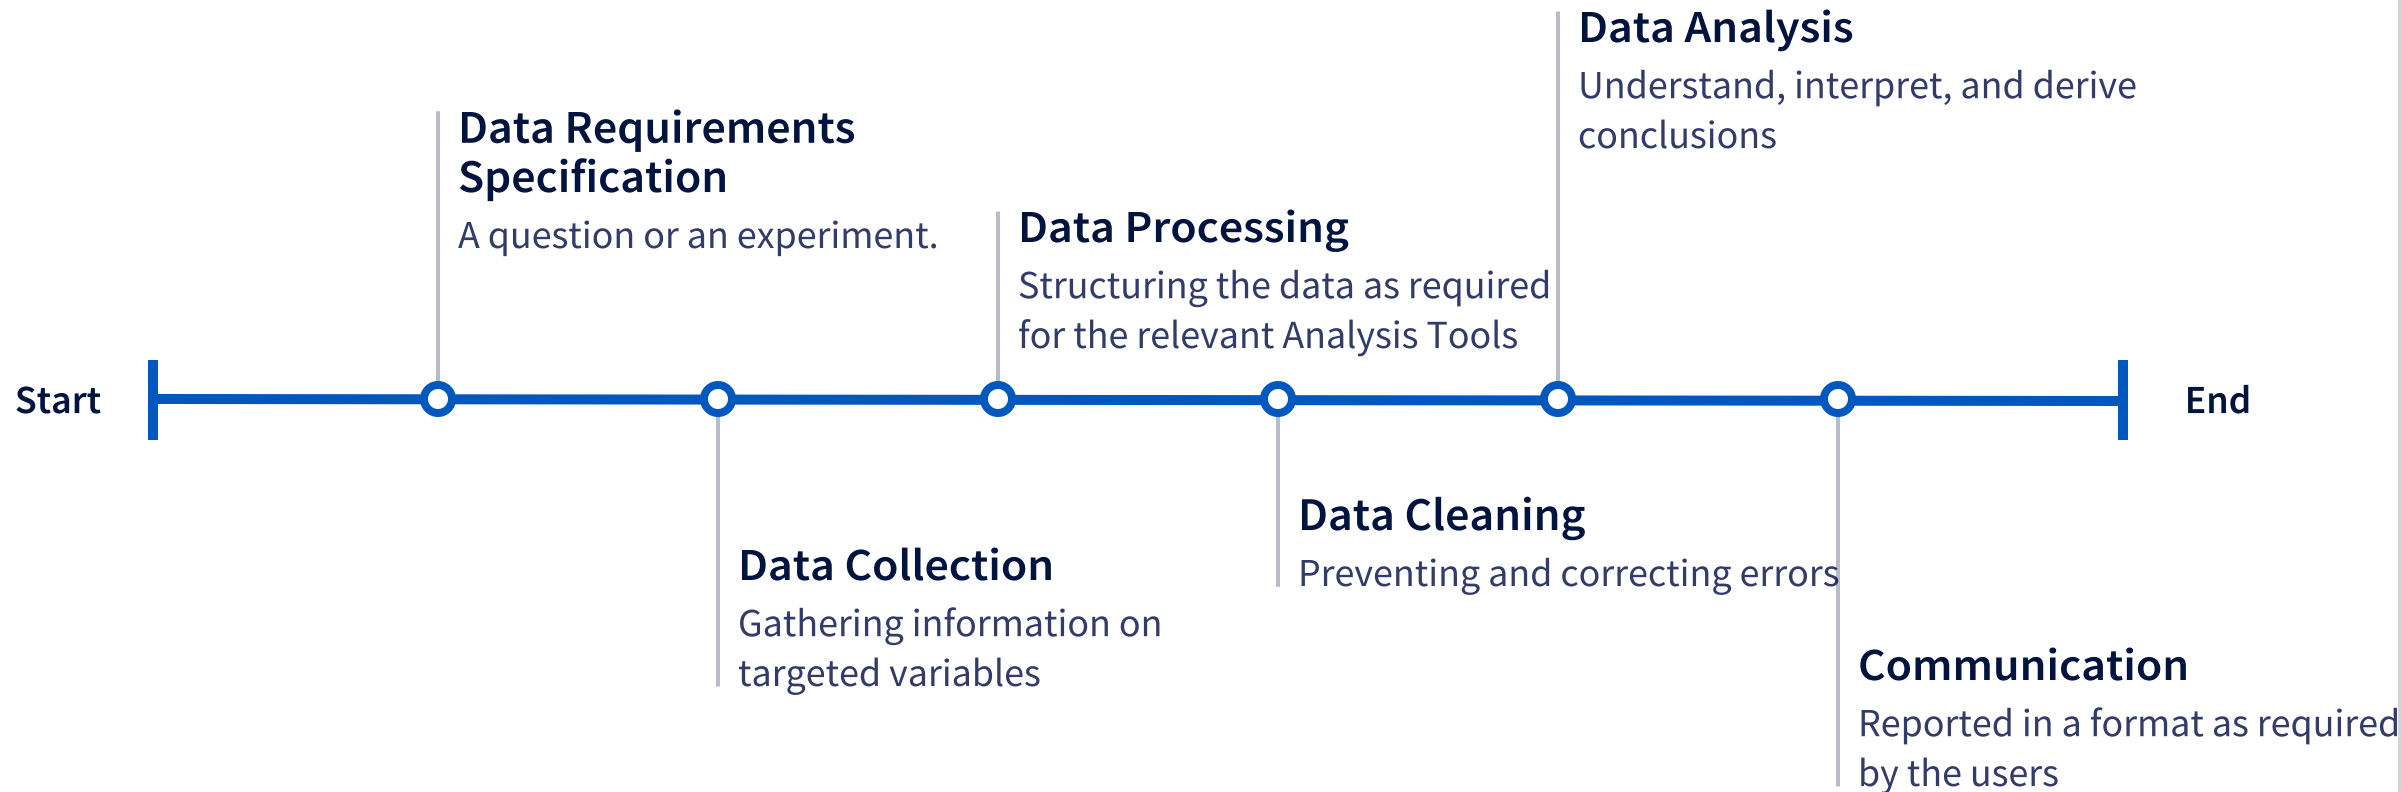 Start
Data Requirements
Specification
A question or an experiment.
Data Collection
Gathering information on
targeted variables
Data Processing
Structuring the data as required
for the relevant Analysis Tools
Data Cleaning
Preventing and correcting errors
Data Analysis
Understand, interpret, and derive
conclusions
Communication
Reported in a format as required
by the users
End